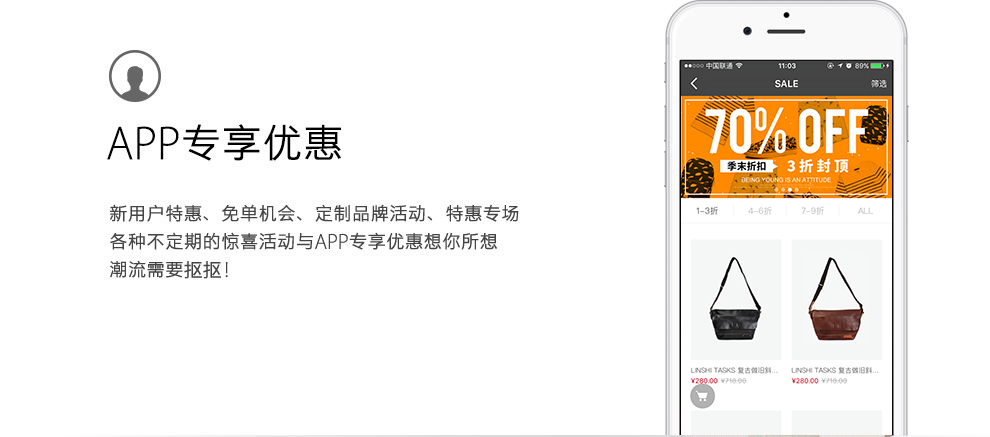 APP专享优惠
新用户特惠、免单机会、定制品牌活动、特惠专场
各种不定期的惊喜活动与APP专享优惠想你所想
潮流需要抠抠!
中国联通 11:03 89%
SALE 筛选
70% OFF
季末折扣 3折封顶
BEING YOUNG IS AN ATTITUDE
1-3折 4-6折 7-9折 ALL
LINSHI TASKS 复古做旧斜... LINSHI TASKS 复古做旧斜...
¥280.00 ¥718.00 ¥280.00 ¥718.00